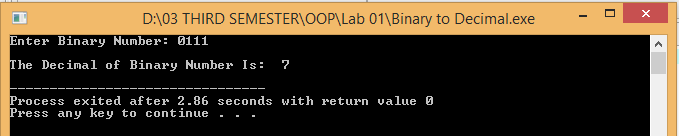 D:\03 THIRD SEMESTER\OOP\Lab 01\Binary to Decimal.exe
Enter Binary Number: 0111
The Decimal of Binary Number Is:  7
--------------------------------
Process exited after 2.86 seconds with return value 0
Press any key to continue . . .